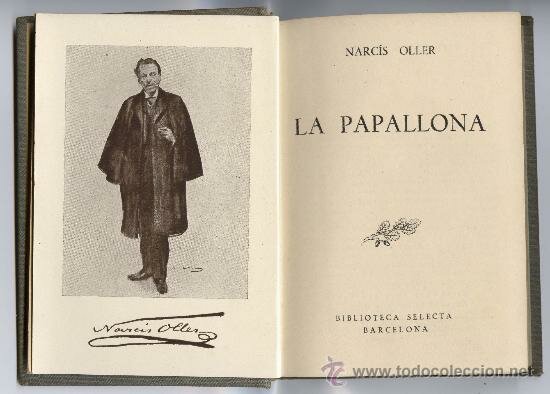 Narcís Oller
NARCÍS OLLER
LA PAPALLONA
BIBLIOTECA SELECTA
BARCELONA
© www.todocoleccion.net